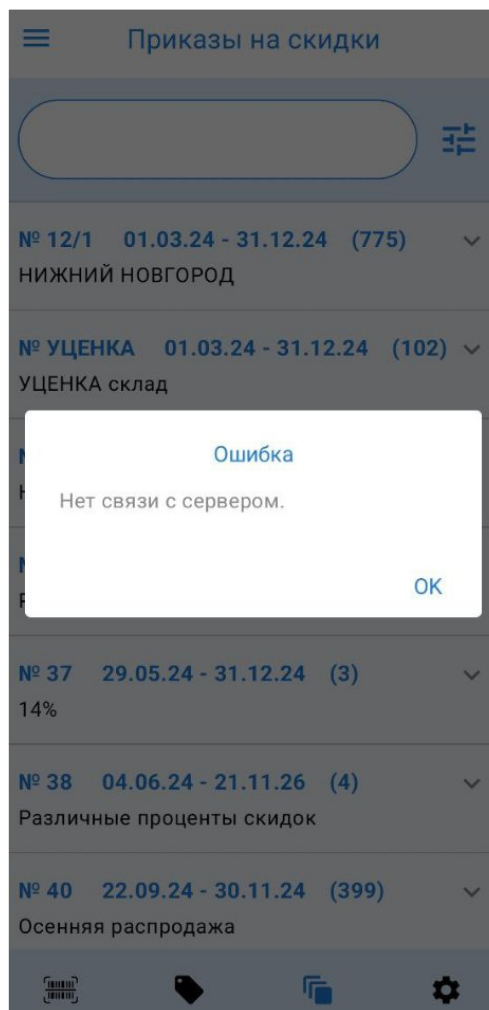 Приказы на скидки
№ 12/1 01.03.24 - 31.12.24 (775)
НИЖНИЙ НОВГОРОД
№ УЦЕНКА 01.03.24 - 31.12.24 (102)
УЦЕНКА склад
Ошибка
Нет связи с сервером.
OK
№ 37 29.05.24 - 31.12.24 (3)
14%
№ 38 04.06.24 - 21.11.26 (4)
Различные проценты скидок
№ 40 22.09.24 - 30.11.24 (399)
Осенняя распродажа